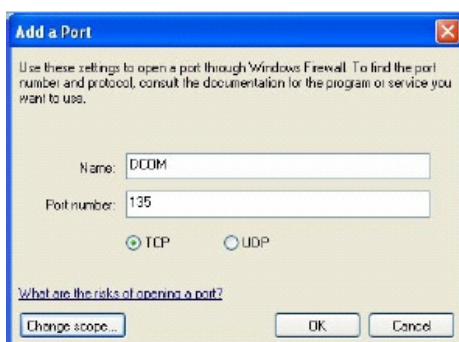 Add a Port
Use these settings to open a port through Windows Firewall. To find the port
number and protocol, consult the documentation for the program or service you
want to use.
Name: DCOM
Port number: 135
TCP UDP
What are the risks of opening a port?
Change scope... OK Cancel